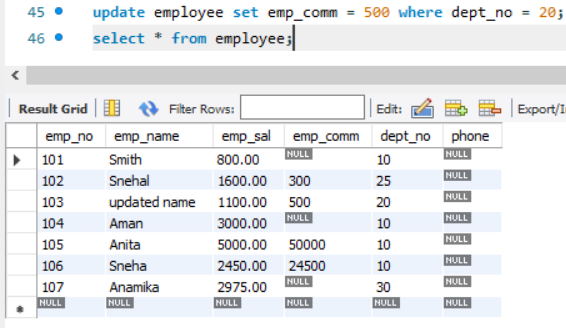 45 update employee set emp_comm = 500 where dept_no = 20;
46 select * from employee;
Result Grid Filter Rows: Edit: Export/I
emp_no emp_name emp_sal emp_comm dept_no phone
101 Smith 800.00 NULL 10 NULL
102 Snehal 1600.00 300 25 NULL
103 updated name 1100.00 500 20 NULL
104 Aman 3000.00 NULL 10 NULL
105 Anita 5000.00 50000 10 NULL
106 Sneha 2450.00 24500 10 NULL
107 Anamika 2975.00 NULL 30 NULL
NULL NULL NULL NULL NULL NULL